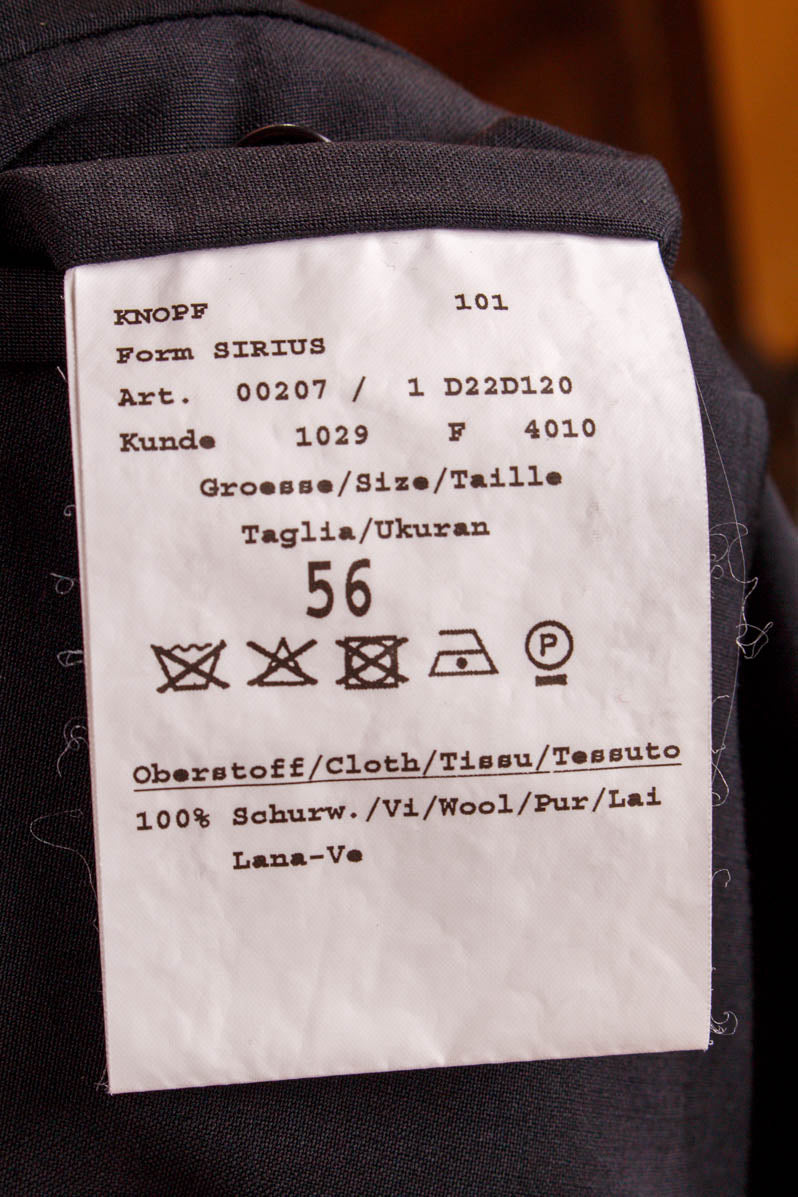 KNOPF 101
Form SIRIUS
Art. 00207 / 1 D22D120
Kunde 1029 F 4010
Groesse/Size/Taille
Taglia/Ukuran
56
P
Oberstoff/Cloth/Tissu/Tessuto
100% Schurw./Vi/Wool/Pur/Lai
Lana-Ve